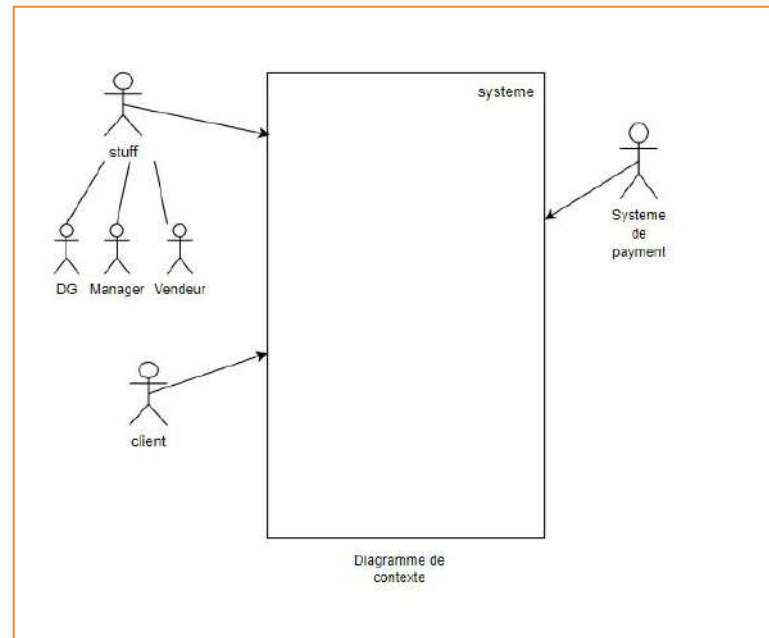 systeme
stuff
DG
Manager
Vendeur
client
Systeme
de
payment
Diagramme de
contexte